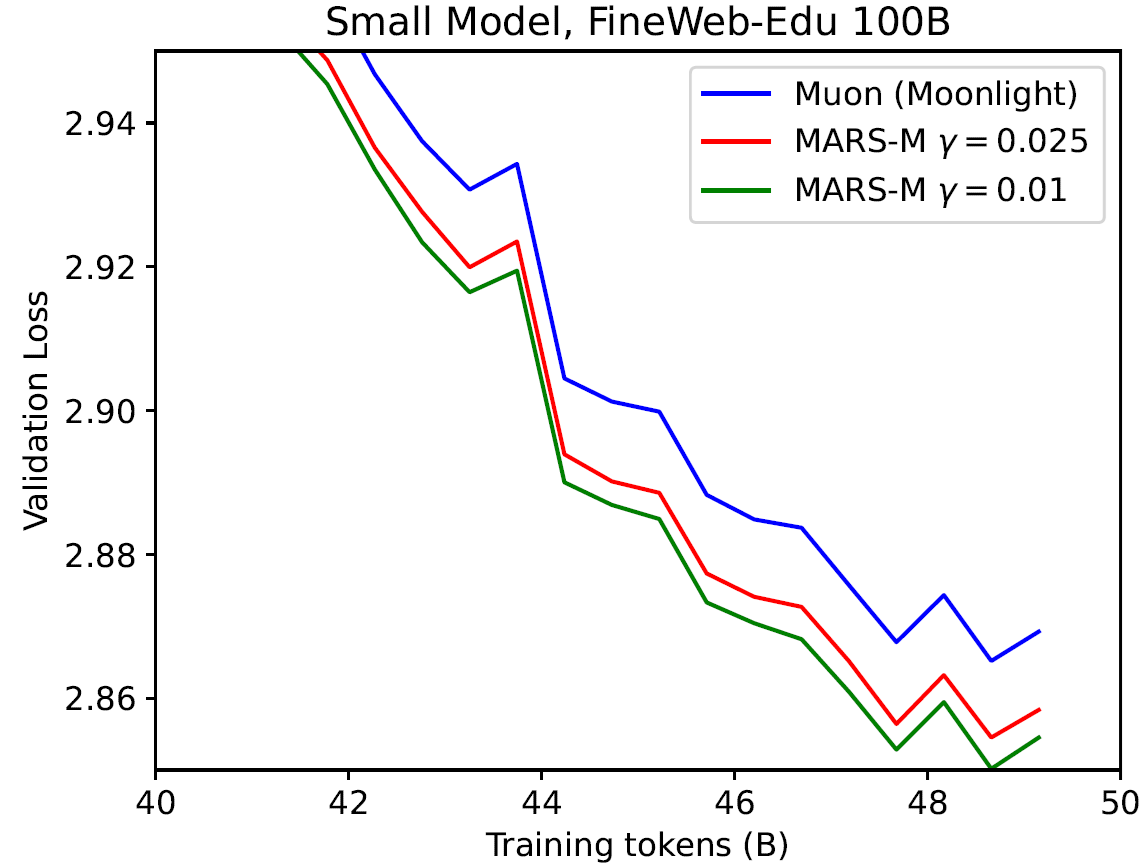 Small Model, FineWeb-Edu 100B
Muon (Moonlight)
MARS-M γ = 0.025
MARS-M γ = 0.01
Validation Loss
2.94
2.92
2.90
2.88
2.86
40 42 44 46 48 50
Training tokens (B)